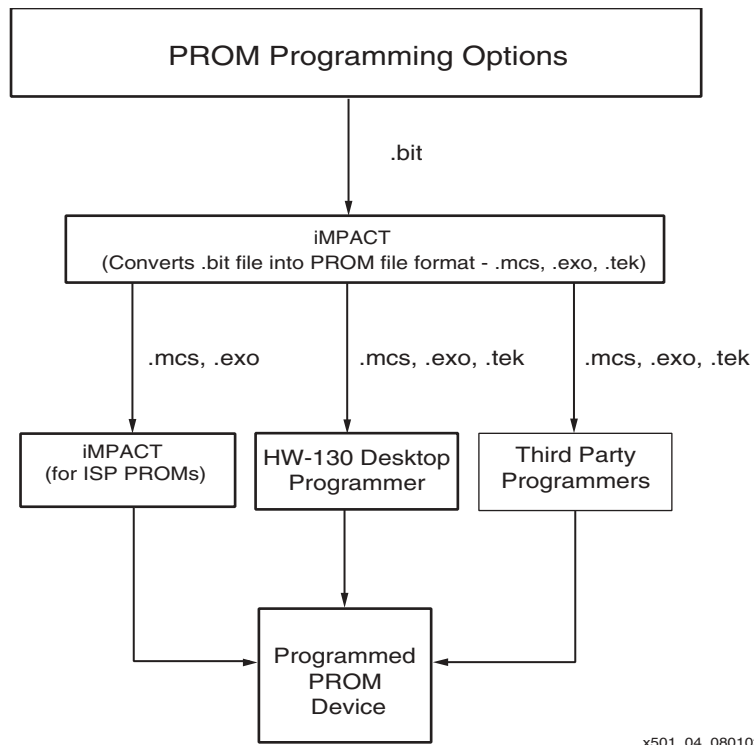 PROM Programming Options
.bit
iMPACT
(Converts .bit file into PROM file format - .mcs, .exo, .tek)
.mcs, .exo
.mcs, .exo, .tek
.mcs, .exo, .tek
iMPACT
(for ISP PROMs)
HW-130 Desktop
Programmer
Third Party
Programmers
Programmed
PROM
Device